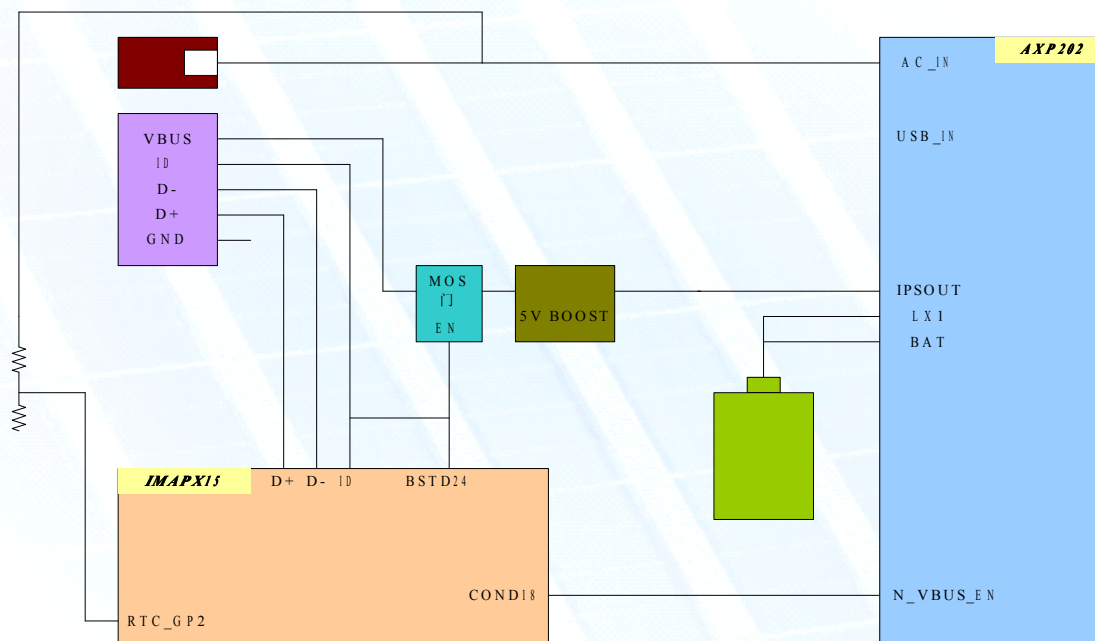 AXP202
AC_IN
USB_IN
VBUS
ID
D-
D+
GND
MOS
门
EN
5V BOOST
IPSOUT
LX1
BAT
IMAPX15
D+ D- ID
BSTD24
COND18
N_VBUS_EN
RTC_GP2